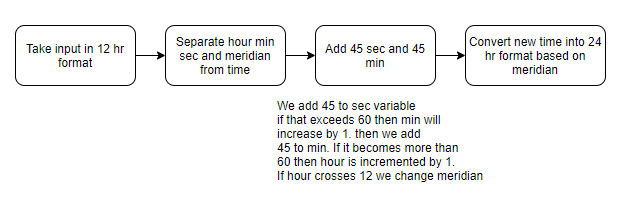 Take input in 12 hr
format
Separate hour min
sec and meridian
from time
Add 45 sec and 45
min
Convert new time into 24
hr format based on
meridian
We add 45 to sec variable
if that exceeds 60 then min will
increase by 1. then we add
45 to min. If it becomes more than
60 then hour is incremented by 1.
If hour crosses 12 we change meridian